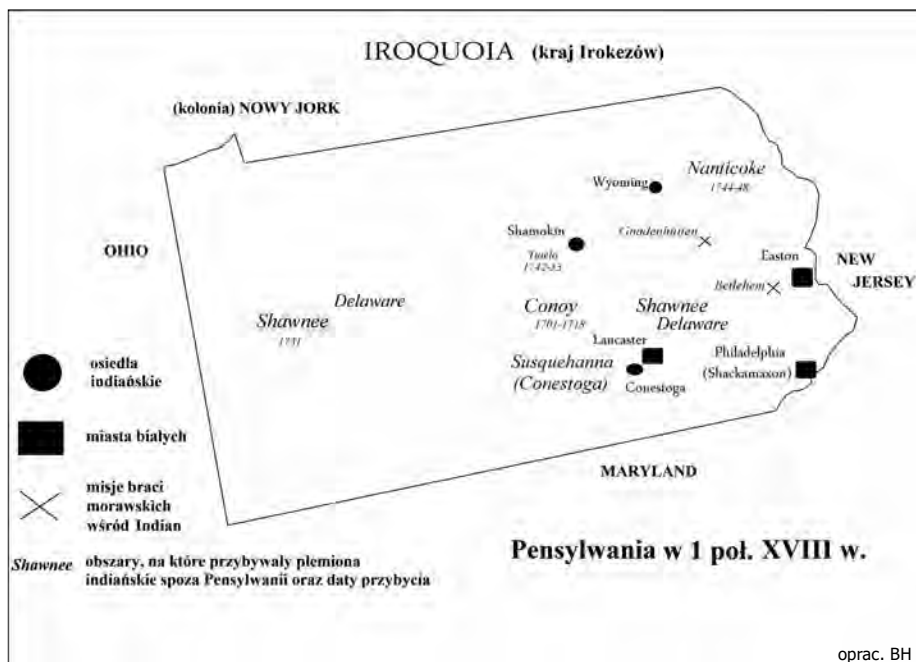 IROQUOIA (kraj Irokezów)
(kolonia) NOWY JORK
Nanticoke
1744-48
Wyoming
Shamokin
Tutelo
1742-53
Gnadenhütten
OHIO
Easton
NEW
JERSEY
Betlehem
Delaware
Shawnee
1731
Conoy
1701-1718
Shawnee
Delaware
Lancaster
Susquehanna
(Conestoga)
Conestoga
Philadelphia
(Shackamaxon)
MARYLAND
osiedla
indiańskie
miasta białych
misje braci
morawskich
wśród Indian
Shawnee obszary, na które przybywały plemiona
indiańskie spoza Pensylwanii oraz daty przybycia
Pensylwania w 1 poł. XVIII w.
oprac. BH